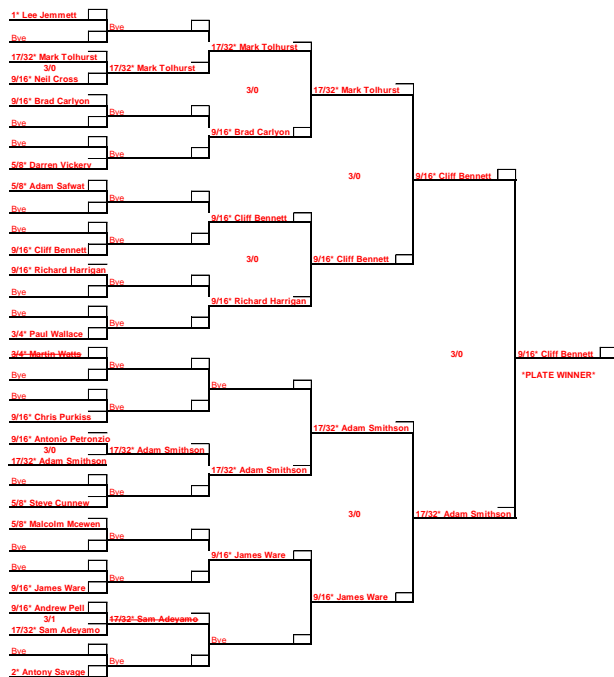 1* Lee Jemmett
Bye
17/32* Mark Tolhurst
3/0
9/16* Neil Cross
9/16* Brad Carlyon
Bye
Bye
5/8* Darren Vickery
5/8* Adam Safwat
Bye
Bye
9/16* Cliff Bennett
9/16* Richard Harrigan
Bye
Bye
3/4* Paul Wallace
3/4* Martin Watts
Bye
Bye
9/16* Chris Purkiss
9/16* Antonio Petronzio
3/0
17/32* Adam Smithson
Bye
5/8* Steve Cunnew
5/8* Malcolm Mcewen
Bye
Bye
9/16* James Ware
9/16* Andrew Pell
3/1
17/32* Sam Adeyamo
Bye
2* Antony Savage
Bye
17/32* Mark Tolhurst
Bye
Bye
Bye
Bye
Bye
Bye
Bye
Bye
17/32* Adam Smithson
Bye
Bye
Bye
17/32* Sam Adeyamo
Bye
17/32* Mark Tolhurst
3/0
9/16* Brad Carlyon
9/16* Cliff Bennett
3/0
9/16* Richard Harrigan
Bye
17/32* Adam Smithson
9/16* James Ware
Bye
17/32* Mark Tolhurst
3/0
9/16* Cliff Bennett
17/32* Adam Smithson
3/0
9/16* James Ware
9/16* Cliff Bennett
3/0
17/32* Adam Smithson
9/16* Cliff Bennett
*PLATE WINNER*